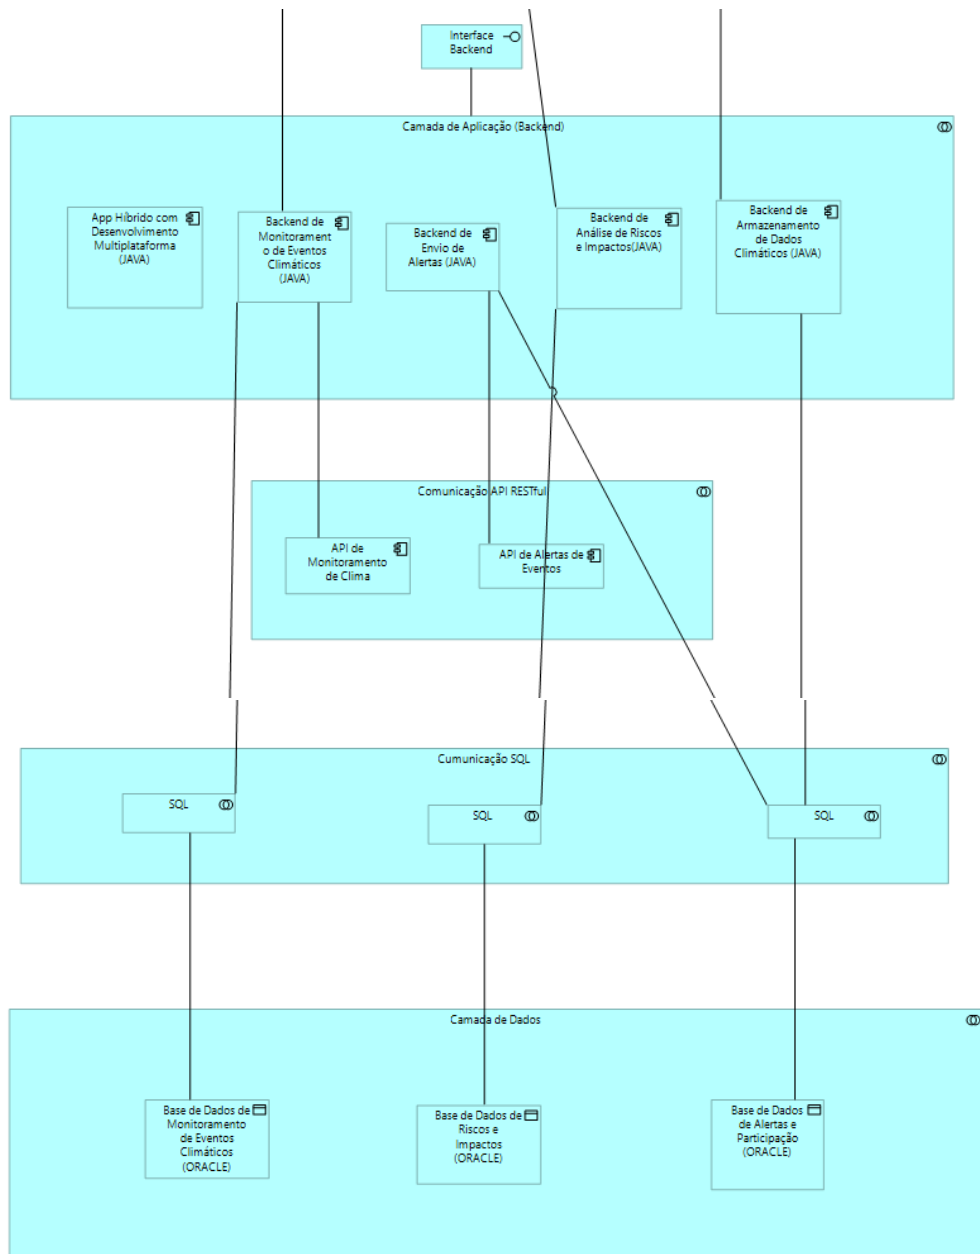 Interface
Backend
Camada de Aplicação (Backend)
App Híbrido com
Desenvolvimento
Multiplataforma
(JAVA)
Backend de
Monitorament
o de Eventos
Climáticos
(JAVA)
Backend de
Envio de
Alertas (JAVA)
Backend de
Análise de Riscos
e Impactos(JAVA)
Backend de
Armazenamento
de Dados
Climáticos (JAVA)
Comunicação API RESTful
API de
Monitoramento
de Clima
API de Alertas de
Eventos
Cumunicação SQL
SQL
SQL
SQL
Camada de Dados
Base de Dados de
Monitoramento
de Eventos
Climáticos
(ORACLE)
Base de Dados de
Riscos e
Impactos
(ORACLE)
Base de Dados
de Alertas e
Participação
(ORACLE)